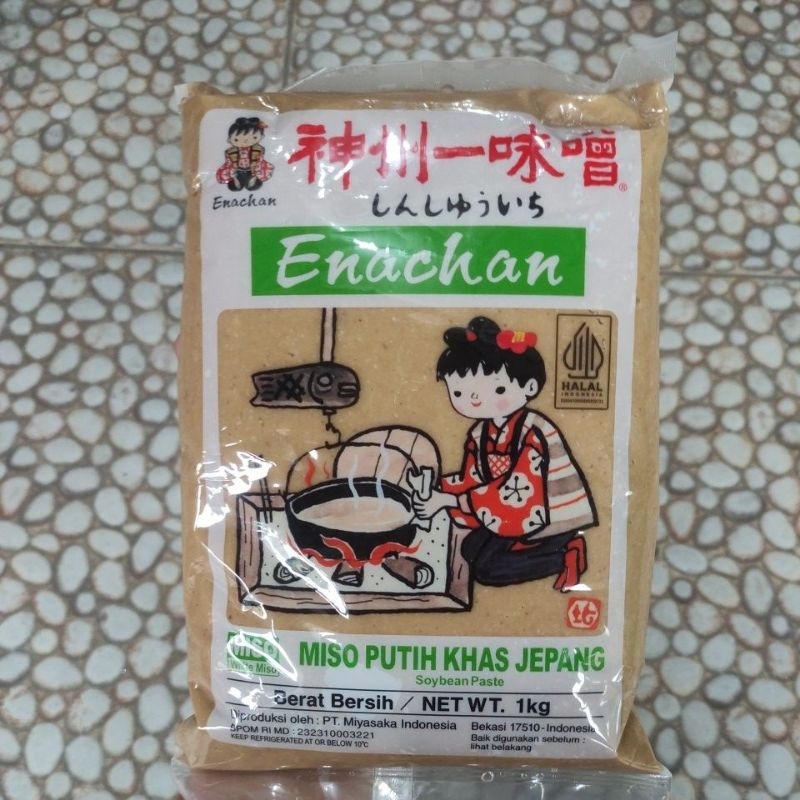 神州一味噌®
Enachan
しんしゅういち
Enachan
HALAL
INDONESIA
(White Miso)
MISO PUTIH KHAS JEPANG
Soybean Paste
Berat Bersih / NET WT. 1kg
Diproduksi oleh : PT. Miyasaka Indonesia Bekasi 17510 - Indonesia
BPOM RI MD : 232310003221 Baik digunakan sebelum :
KEEP REFRIGERATED AT OR BELOW 10°C lihat belakang